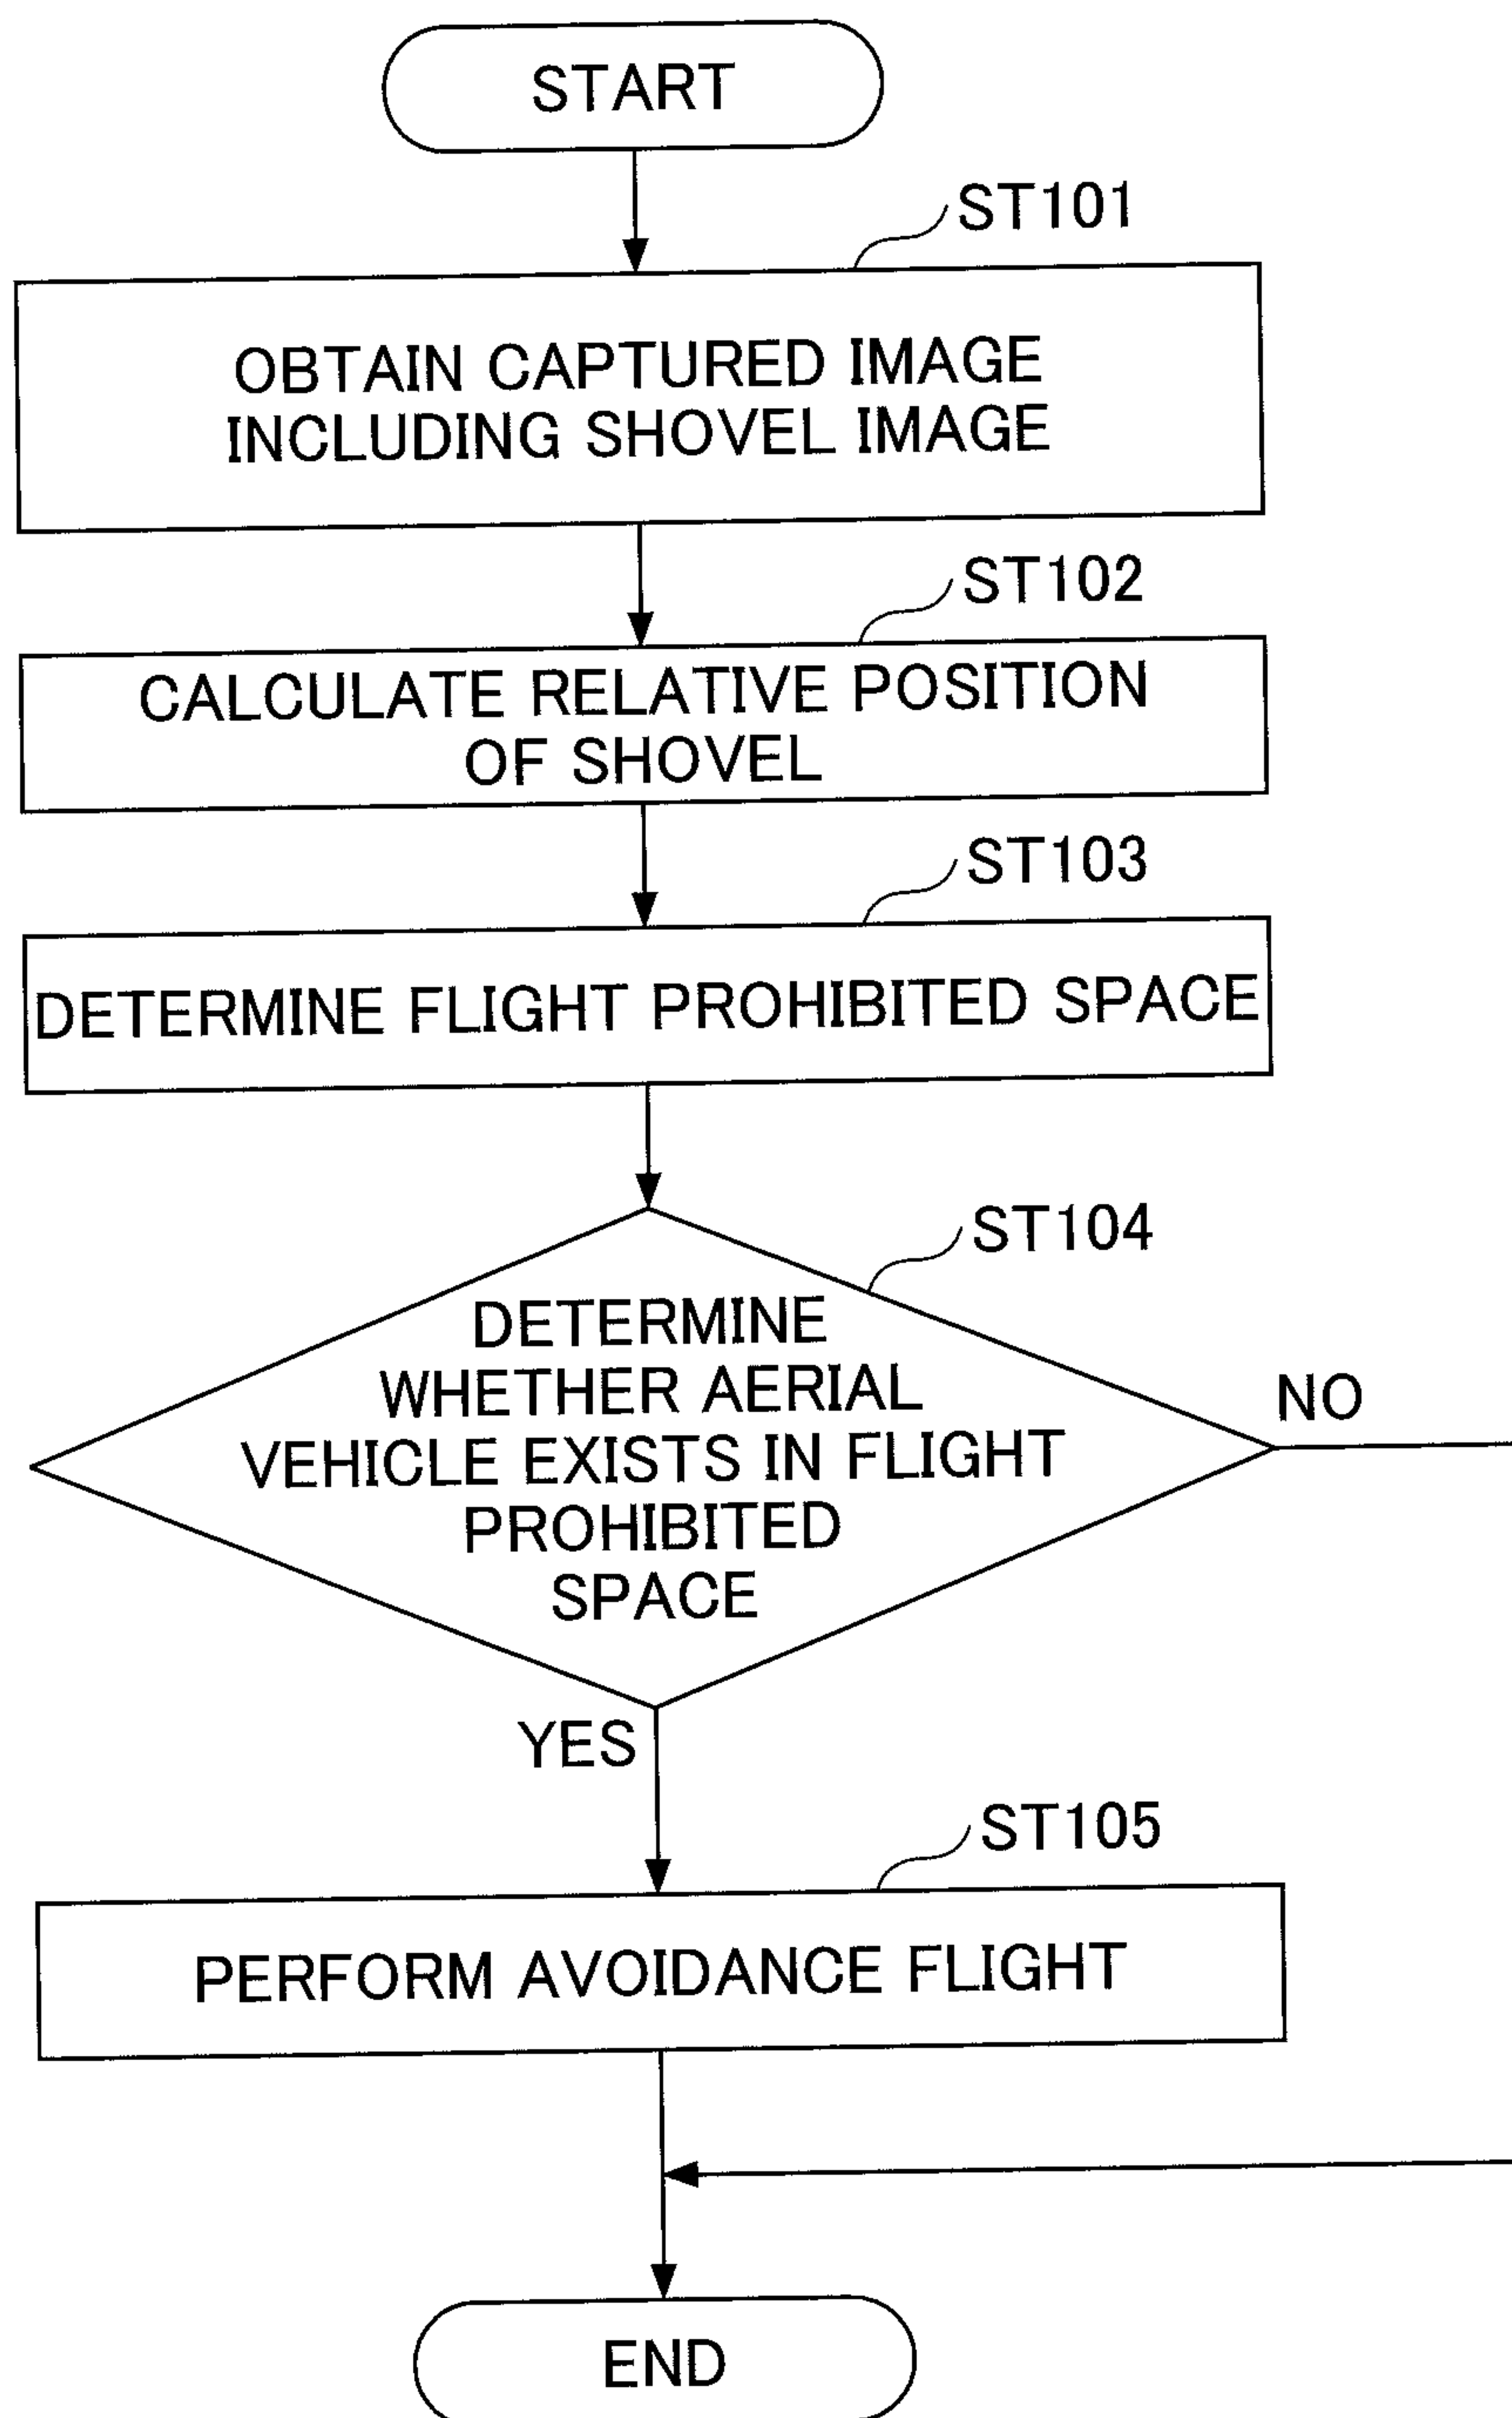 START
ST101
OBTAIN CAPTURED IMAGE
INCLUDING SHOVEL IMAGE
ST102
CALCULATE RELATIVE POSITION
OF SHOVEL
ST103
DETERMINE FLIGHT PROHIBITED SPACE
ST104
DETERMINE
WHETHER AERIAL
VEHICLE EXISTS IN FLIGHT
PROHIBITED
SPACE
NO
YES
ST105
PERFORM AVOIDANCE FLIGHT
END